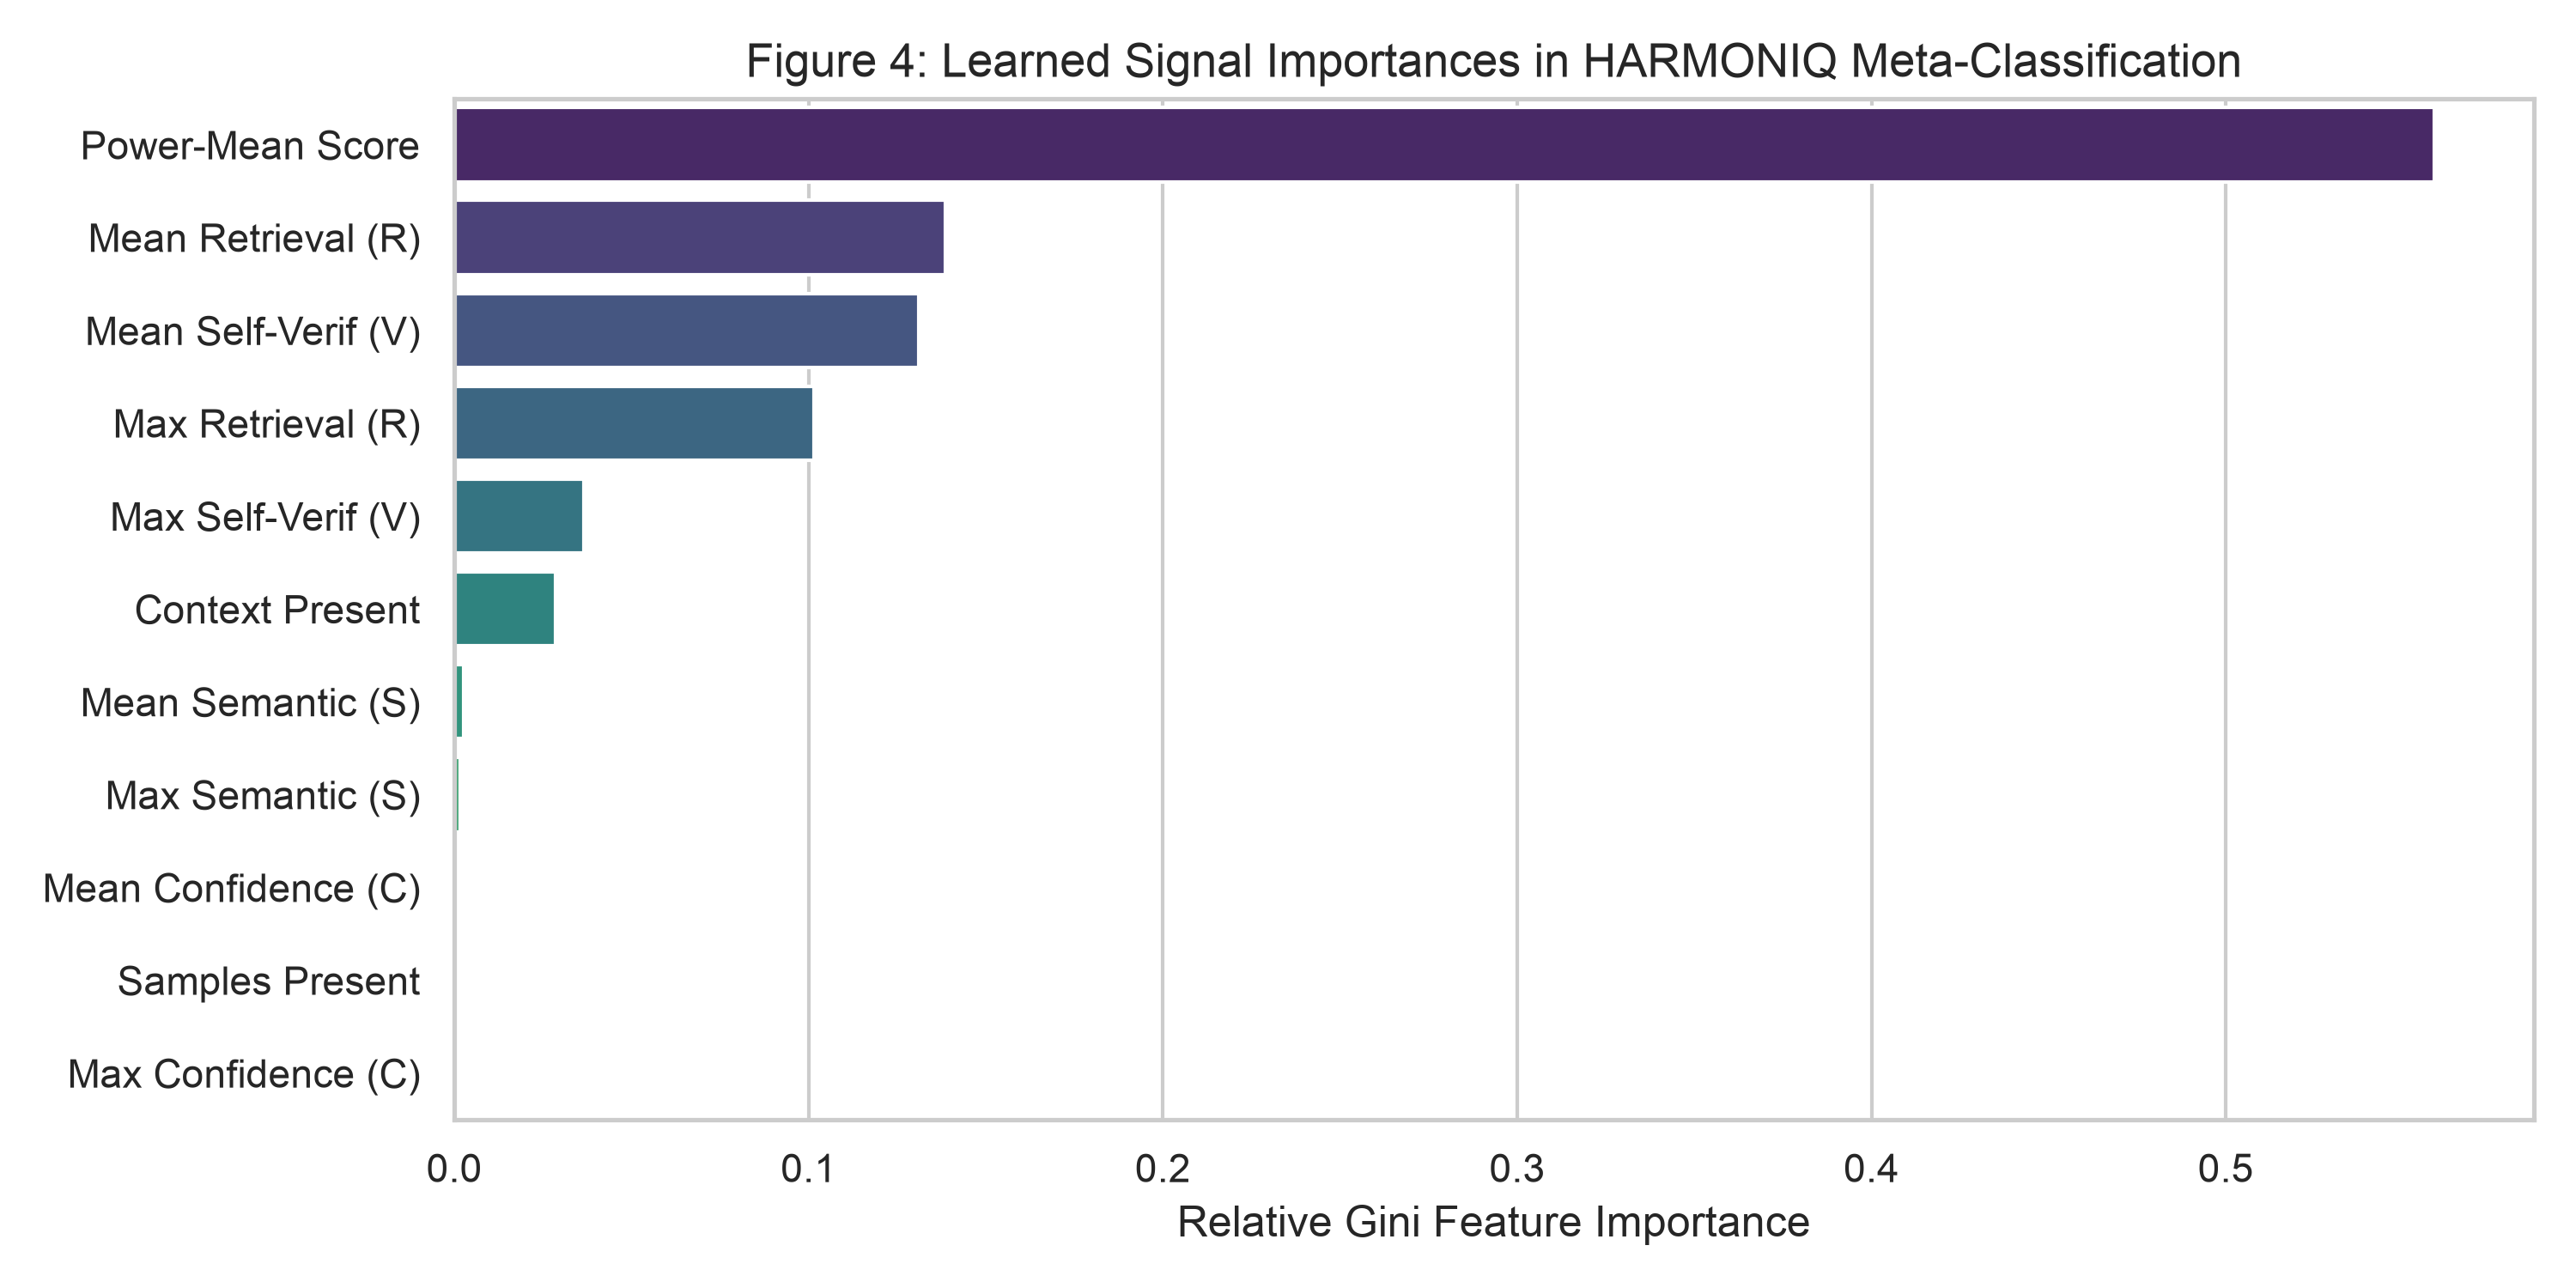 Figure 4: Learned Signal Importances in HARMONIQ Meta-Classification
Power-Mean Score
Mean Retrieval (R)
Mean Self-Verif (V)
Max Retrieval (R)
Max Self-Verif (V)
Context Present
Mean Semantic (S)
Max Semantic (S)
Mean Confidence (C)
Samples Present
Max Confidence (C)
0.0 0.1 0.2 0.3 0.4 0.5
Relative Gini Feature Importance